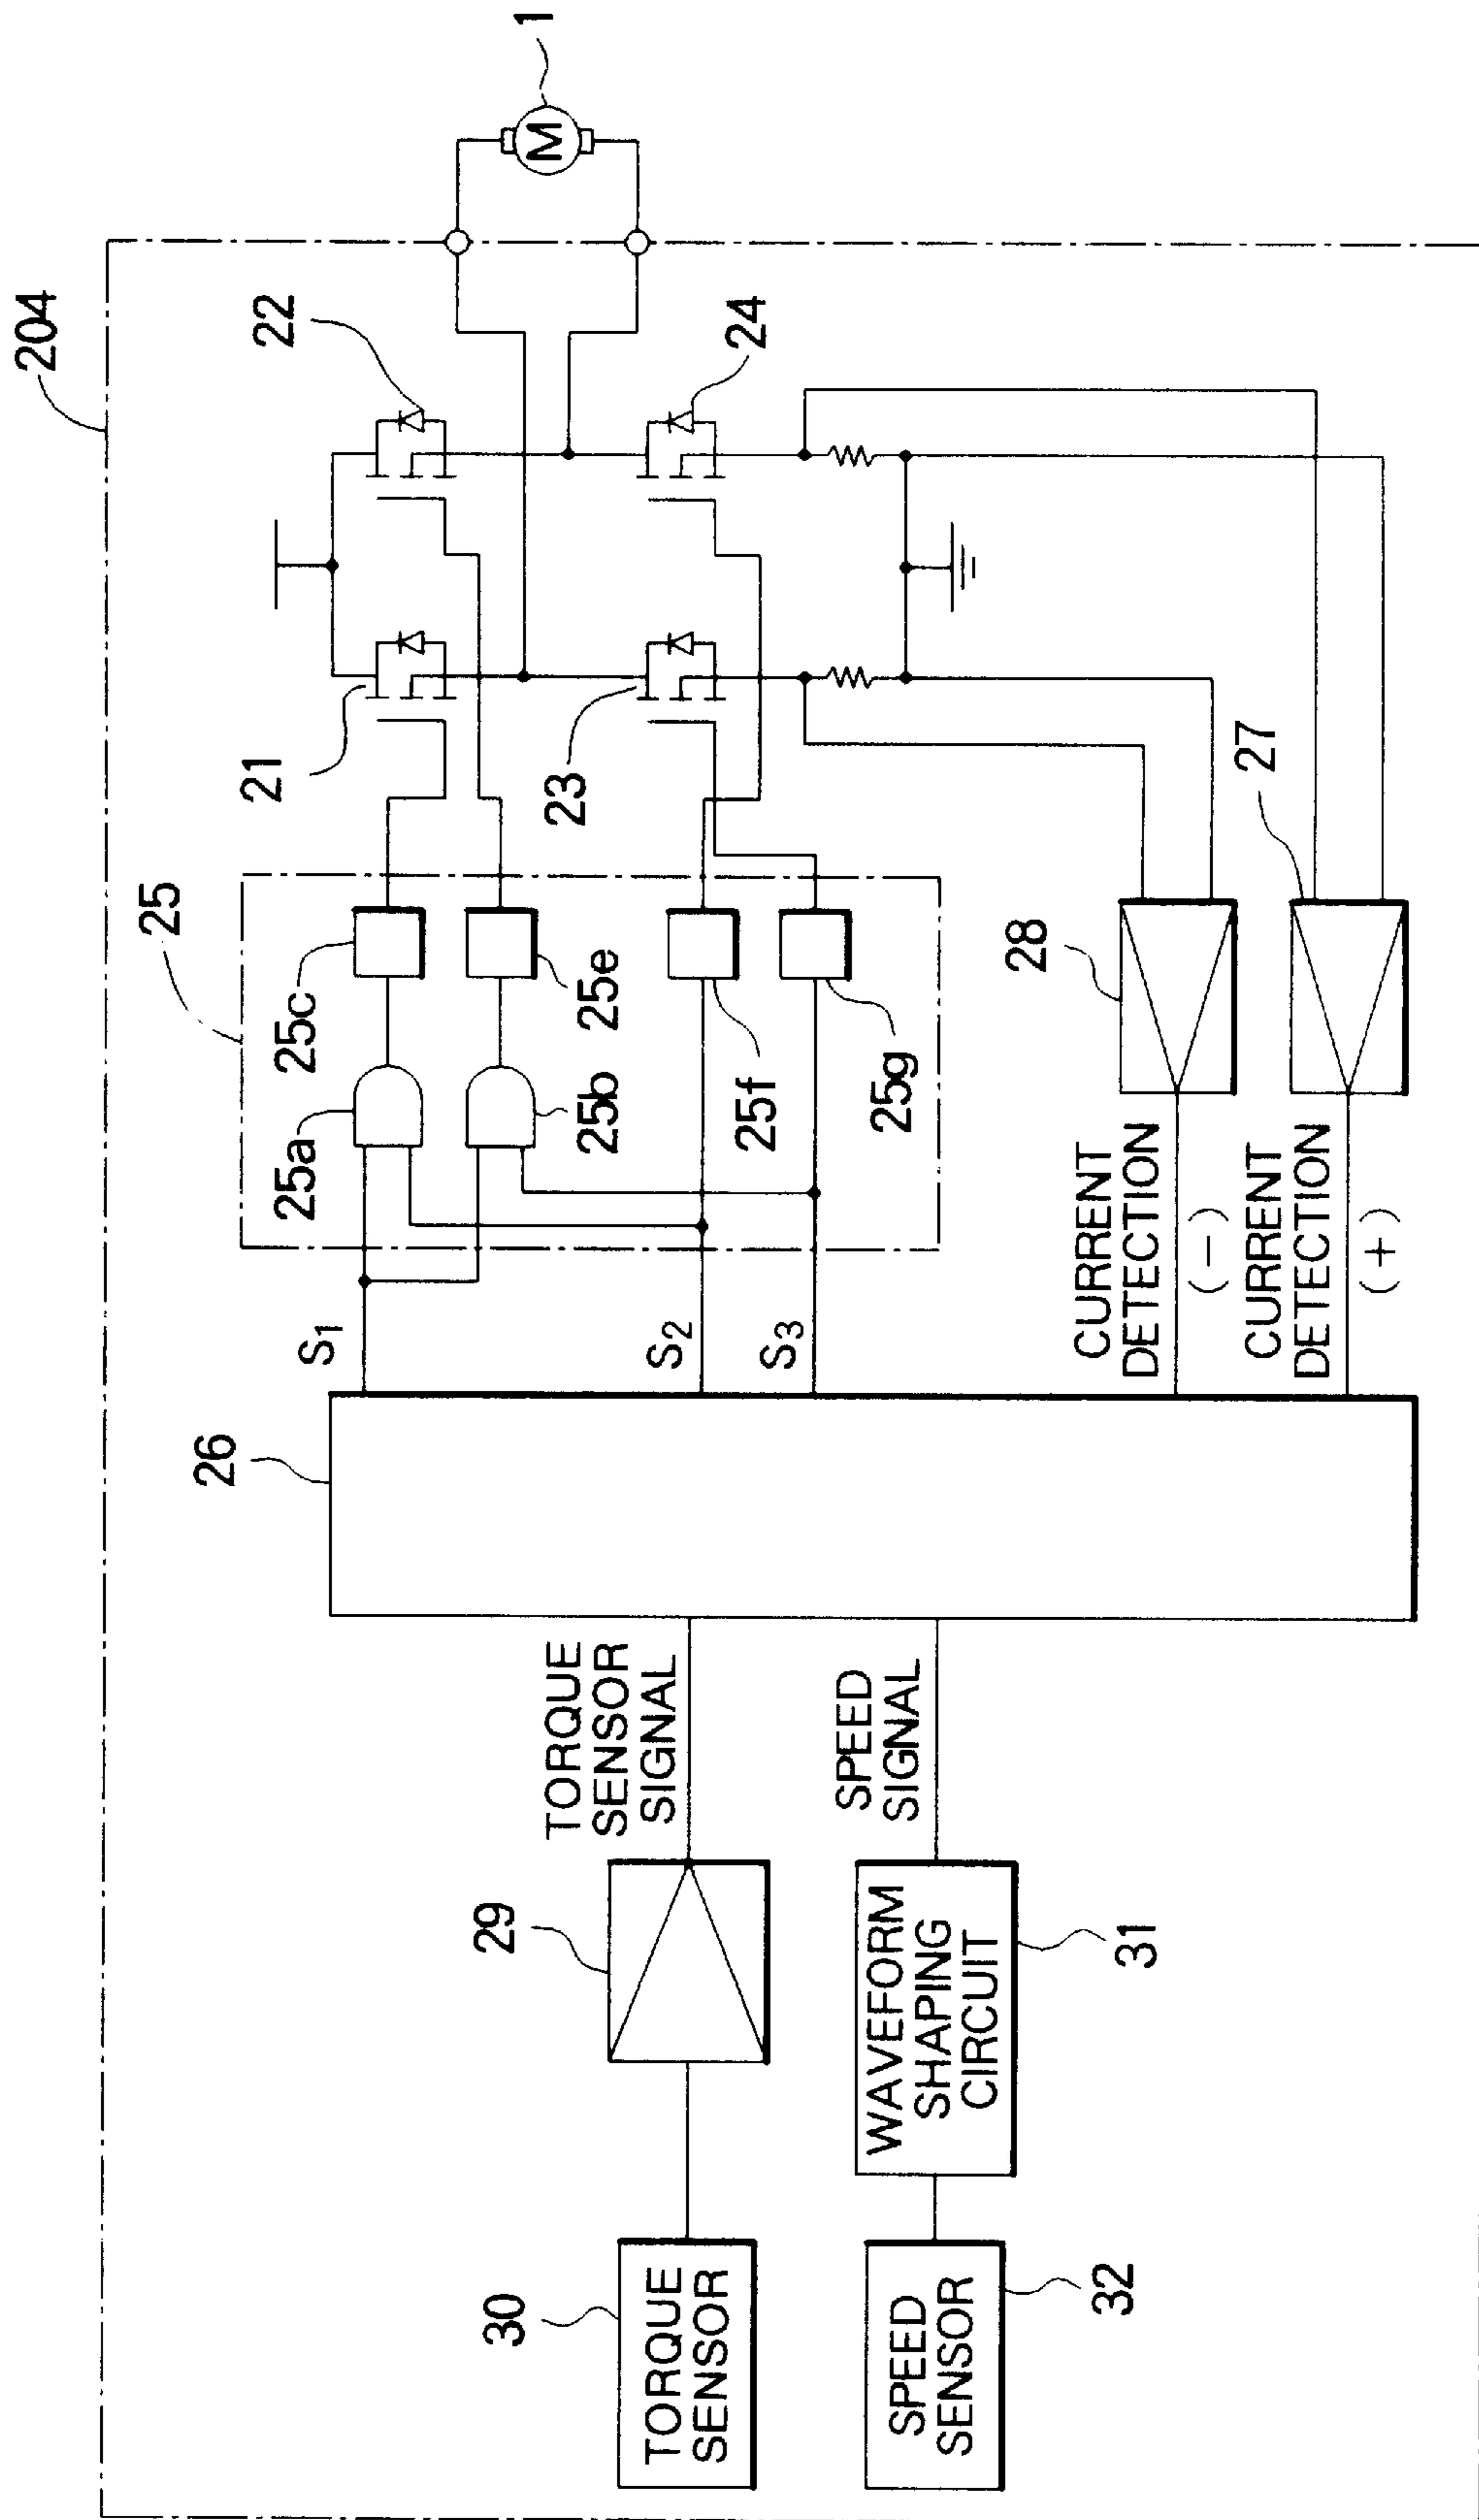 204
1
22
24
21
23
25
25c
25e
25a
25b
25f
25g
28
27
S1
S2
S3
CURRENT
DETECTION
(−)
CURRENT
DETECTION
(+)
26
TORQUE
SENSOR
SIGNAL
SPEED
SIGNAL
29
WAVEFORM
SHAPING
CIRCUIT
31
30
TORQUE
SENSOR
SPEED
SENSOR
32
M